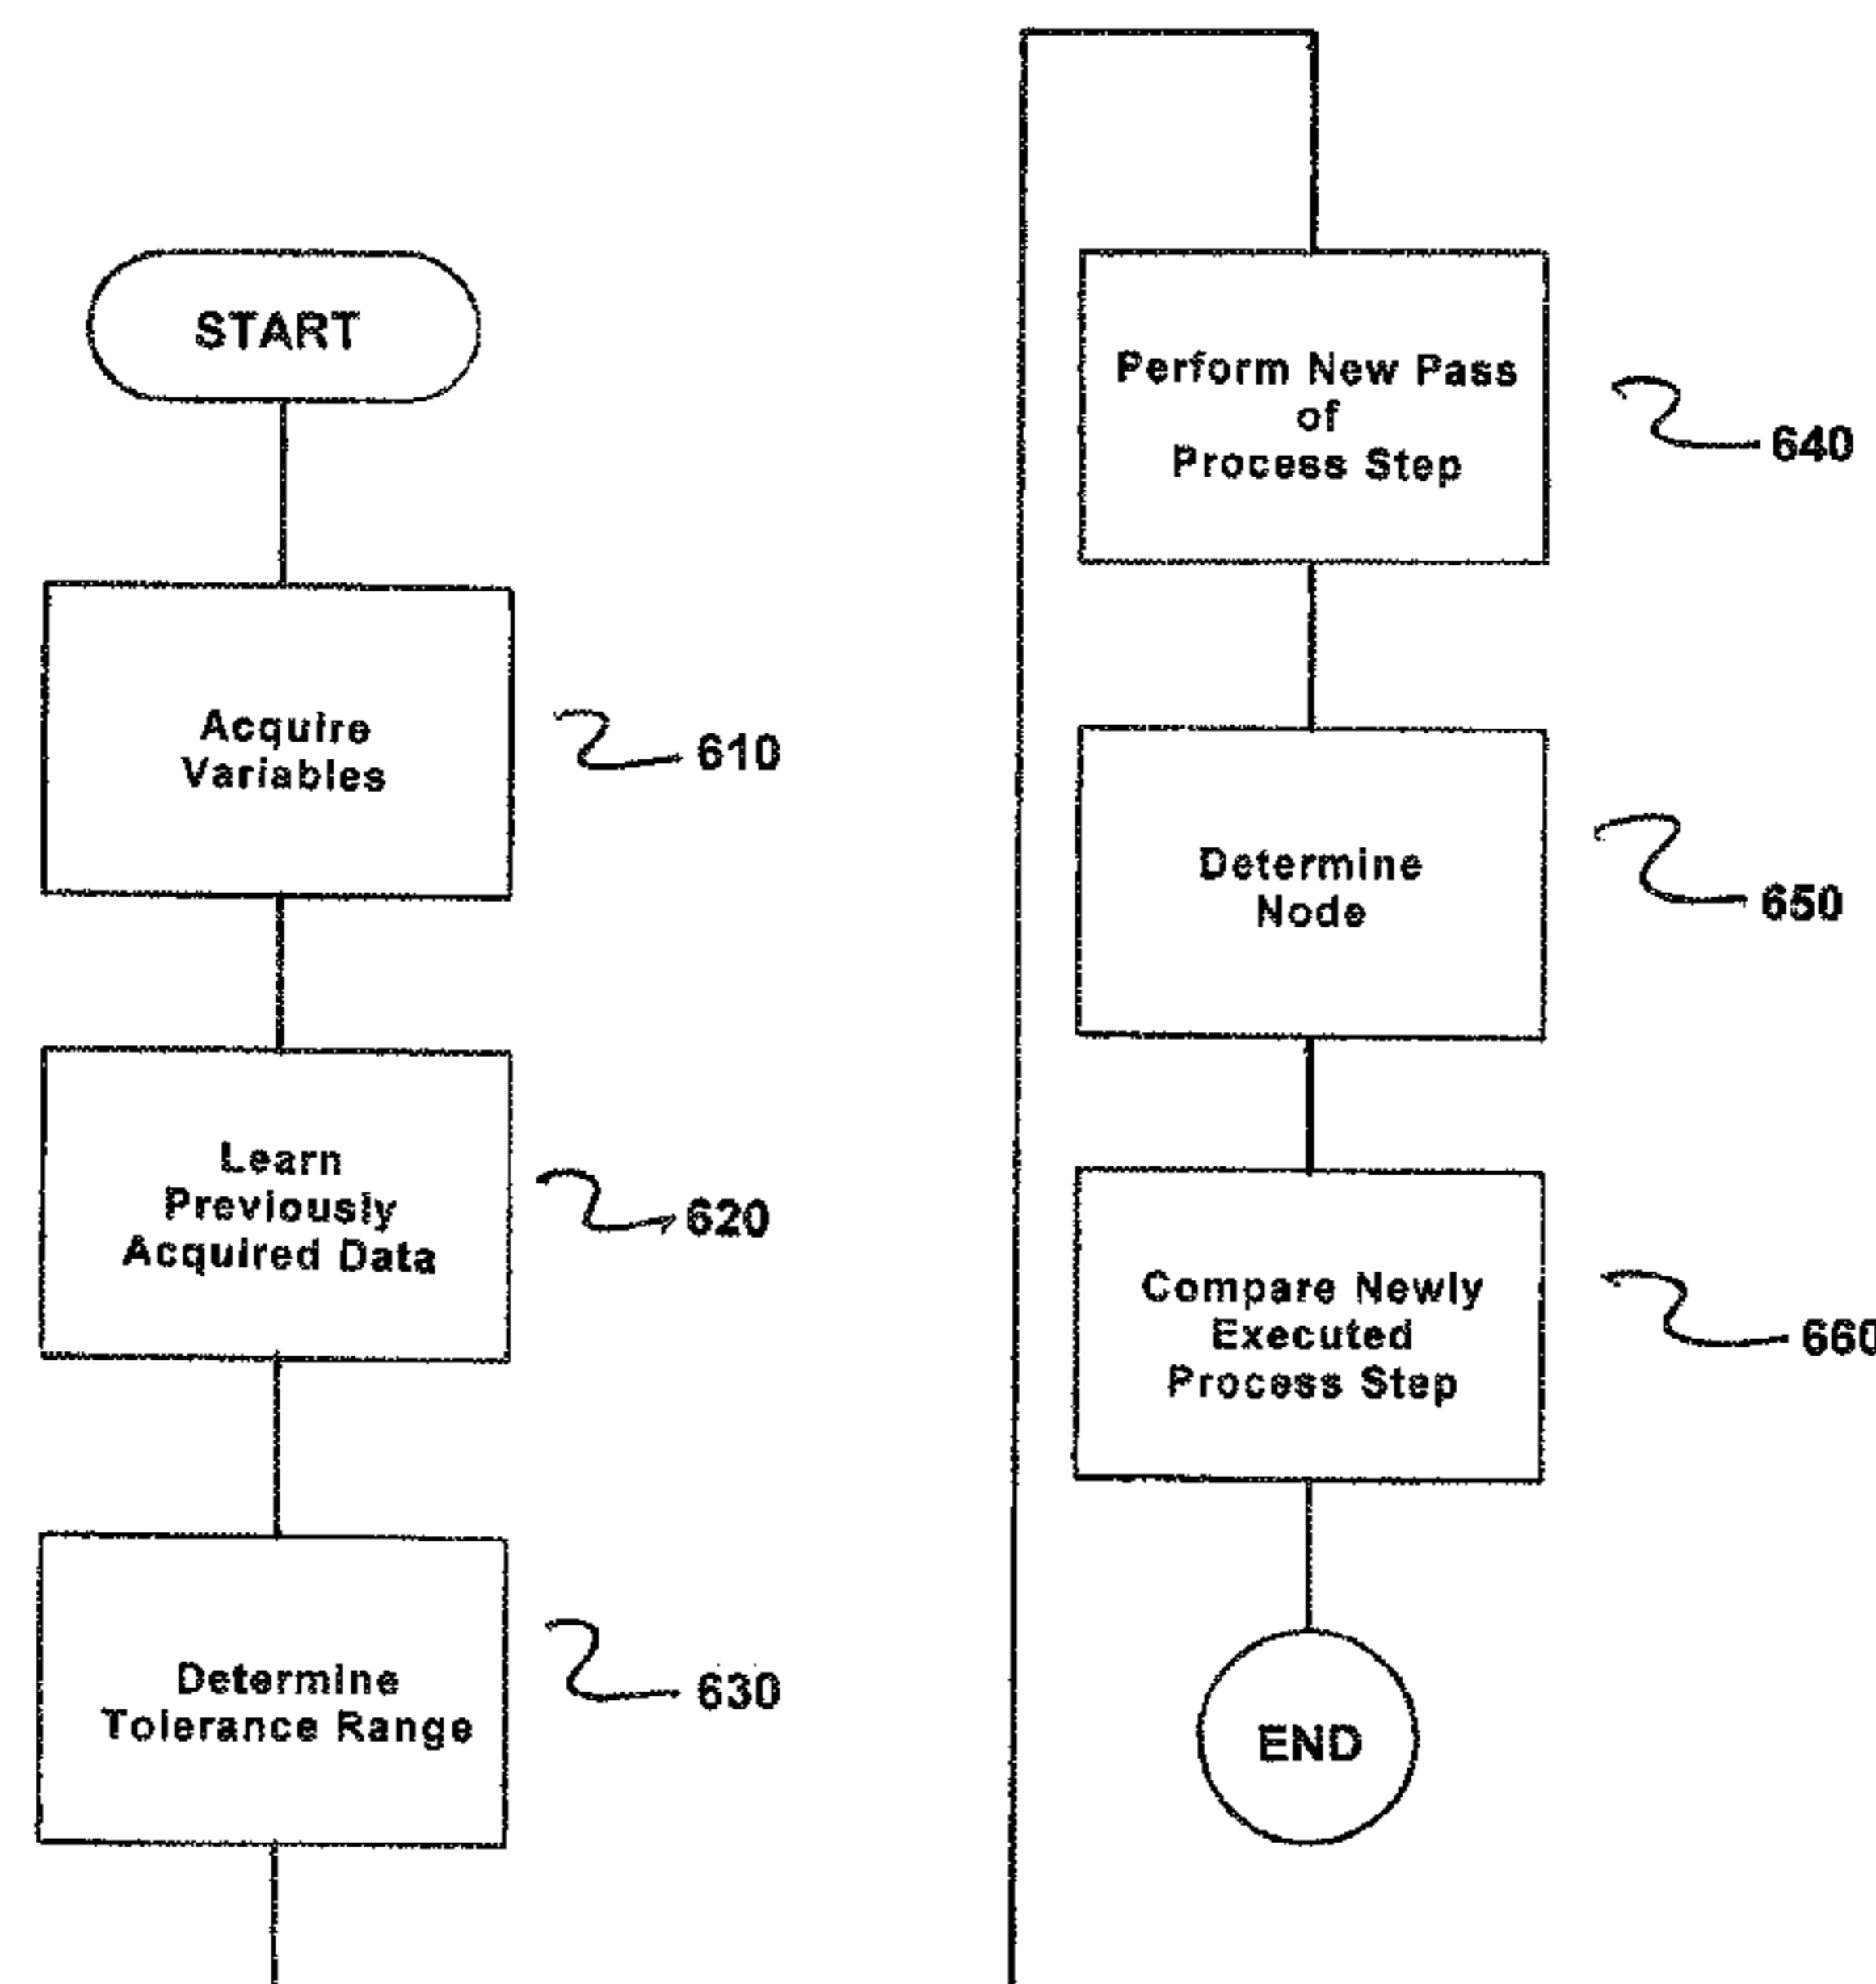 START
Acquire
Variables
610
Learn
Previously
Acquired Data
620
Determine
Tolerance Range
630
Perform New Pass
of
Process Step
640
Determine
Node
650
Compare Newly
Executed
Process Step
660
END